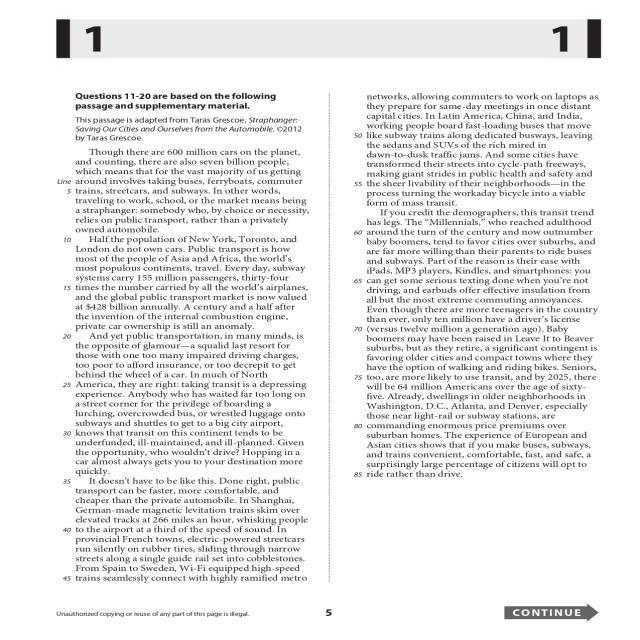 1
1
Questions 11-20 are based on the following
passage and supplementary material.
This passage is adapted from Taras Grescoe, Straphanger:
Saving Our Cities and Ourselves from the Automobile. ©2012
by Taras Grescoe.
Though there are 600 million cars on the planet,
and counting, there are also seven billion people,
which means that for the vast majority of us getting
Line around involves taking buses, ferryboats, commuter
5 trains, streetcars, and subways. In other words,
traveling to work, school, or the market means being
a straphanger: somebody who, by choice or necessity,
relies on public transport, rather than a privately
owned automobile.
10 Half the population of New York, Toronto, and
London do not own cars. Public transport is how
most of the people of Asia and Africa, the world's
most populous continents, travel. Every day, subway
systems carry 155 million passengers, thirty-four
15 times the number carried by all the world's airplanes,
and the global public transport market is now valued
at $428 billion annually. A century and a half after
the invention of the internal combustion engine,
private car ownership is still an anomaly.
20 And yet public transportation, in many minds, is
the opposite of glamour—a squalid last resort for
those with one too many impaired driving charges,
too poor to afford insurance, or too decrepit to get
behind the wheel of a car. In much of North
25 America, they are right: taking transit is a depressing
experience. Anybody who has waited far too long on
a street corner for the privilege of boarding a
lurching, overcrowded bus, or wrestled luggage onto
subways and shuttles to get to a big city airport,
30 knows that transit on this continent tends to be
underfunded, ill-maintained, and ill-planned. Given
the opportunity, who wouldn't drive? Hopping in a
car almost always gets you to your destination more
quickly.
35 It doesn't have to be like this. Done right, public
transport can be faster, more comfortable, and
cheaper than the private automobile. In Shanghai,
German-made magnetic levitation trains skim over
elevated tracks at 266 miles an hour, whisking people
40 to the airport at a third of the speed of sound. In
provincial French towns, electric-powered streetcars
run silently on rubber tires, sliding through narrow
streets along a single guide rail set into cobblestones.
From Spain to Sweden, Wi-Fi equipped high-speed
45 trains seamlessly connect with highly ramified metro
networks, allowing commuters to work on laptops as
they prepare for same-day meetings in once distant
capital cities. In Latin America, China, and India,
working people board fast-loading buses that move
50 like subway trains along dedicated busways, leaving
the sedans and SUVs of the rich mired in
dawn-to-dusk traffic jams. And some cities have
transformed their streets into cycle-path freeways,
making giant strides in public health and safety and
55 the sheer livability of their neighborhoods—in the
process turning the workaday bicycle into a viable
form of mass transit.
If you credit the demographers, this transit trend
has legs. The "Millennials," who reached adulthood
60 around the turn of the century and now outnumber
baby boomers, tend to favor cities over suburbs, and
are far more willing than their parents to ride buses
and subways. Part of the reason is their ease with
iPads, MP3 players, Kindles, and smartphones: you
65 can get some serious texting done when you're not
driving, and earbuds offer effective insulation from
all but the most extreme commuting annoyances.
Even though there are more teenagers in the country
than ever, only ten million have a driver's license
70 (versus twelve million a generation ago). Baby
boomers may have been raised in Leave It to Beaver
suburbs, but as they retire, a significant contingent is
favoring older cities and compact towns where they
have the option of walking and riding bikes. Seniors,
75 too, are more likely to use transit, and by 2025, there
will be 64 million Americans over the age of sixty-
five. Already, dwellings in older neighborhoods in
Washington, D.C., Atlanta, and Denver, especially
those near light-rail or subway stations, are
80 commanding enormous price premiums over
suburban homes. The experience of European and
Asian cities shows that if you make buses, subways,
and trains convenient, comfortable, fast, and safe, a
surprisingly large percentage of citizens will opt to
85 ride rather than drive.
Unauthorized copying or reuse of any part of this page is illegal.
5
CONTINUE